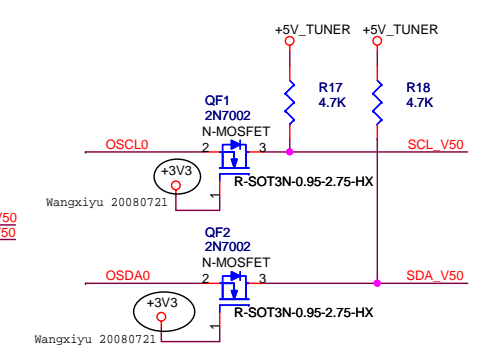 +5V_TUNER +5V_TUNER
R17 R18
4.7K 4.7K
QF1
2N7002
N-MOSFET
OSCL0 2 3 SCL_V50
+3V3
R-SOT3N-0.95-2.75-HX
1
Wangxiyu 20080721
V50
V50
QF2
2N7002
N-MOSFET
OSDA0 2 3 SDA_V50
+3V3
R-SOT3N-0.95-2.75-HX
1
Wangxiyu 20080721